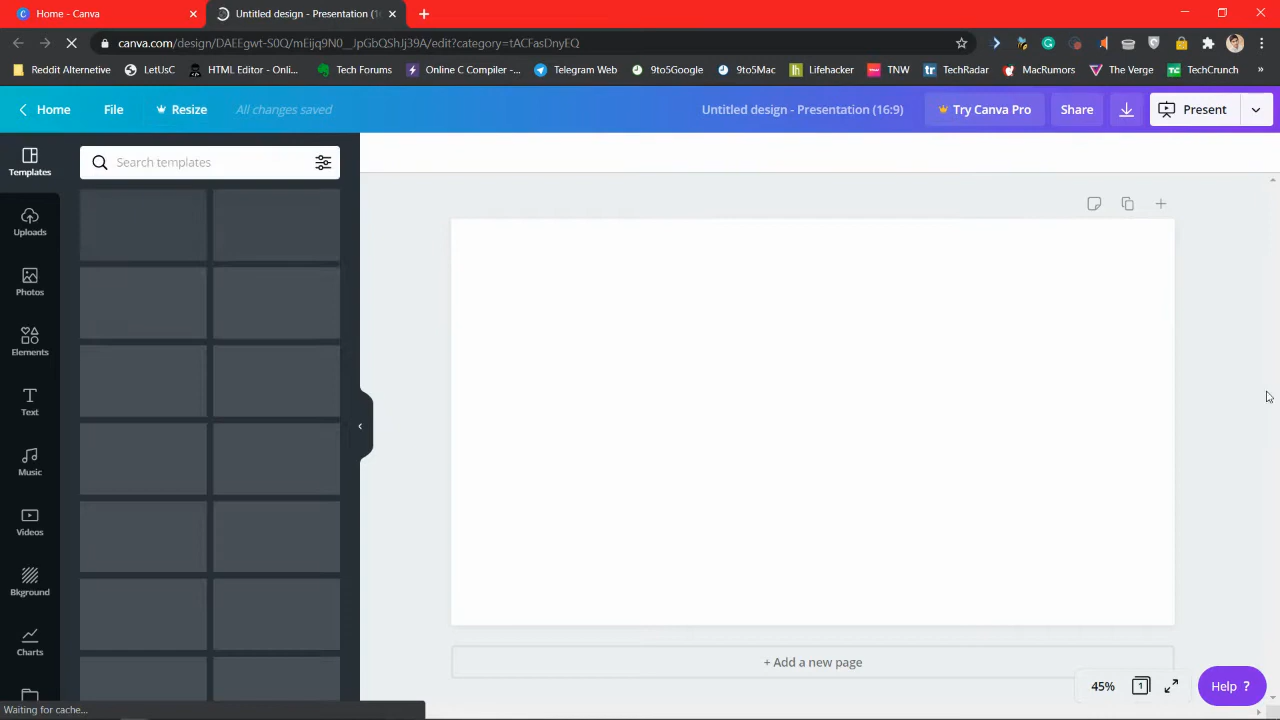 Home - Canva
Untitled design - Presentation (1
canva.com/design/DAEgwt-S0Q/mEijq9N0__JpGbQShJj39A/edit?category=tACFasDnyEQ
Reddit Alternetive
LetUsC
HTML Editor - Onli...
Tech Forums
Online C Compiler -...
Telegram Web
9to5Google
9to5Mac
Lifehacker
TNW
TechRadar
MacRumors
The Verge
TechCrunch
»
Home
File
Resize
All changes saved
Untitled design - Presentation (16:9)
Try Canva Pro
Share
Present
Templates
Search templates
Uploads
Photos
Elements
Text
Music
Videos
Bkground
Charts
+ Add a new page
45%
1
Help ?
Waiting for cache...